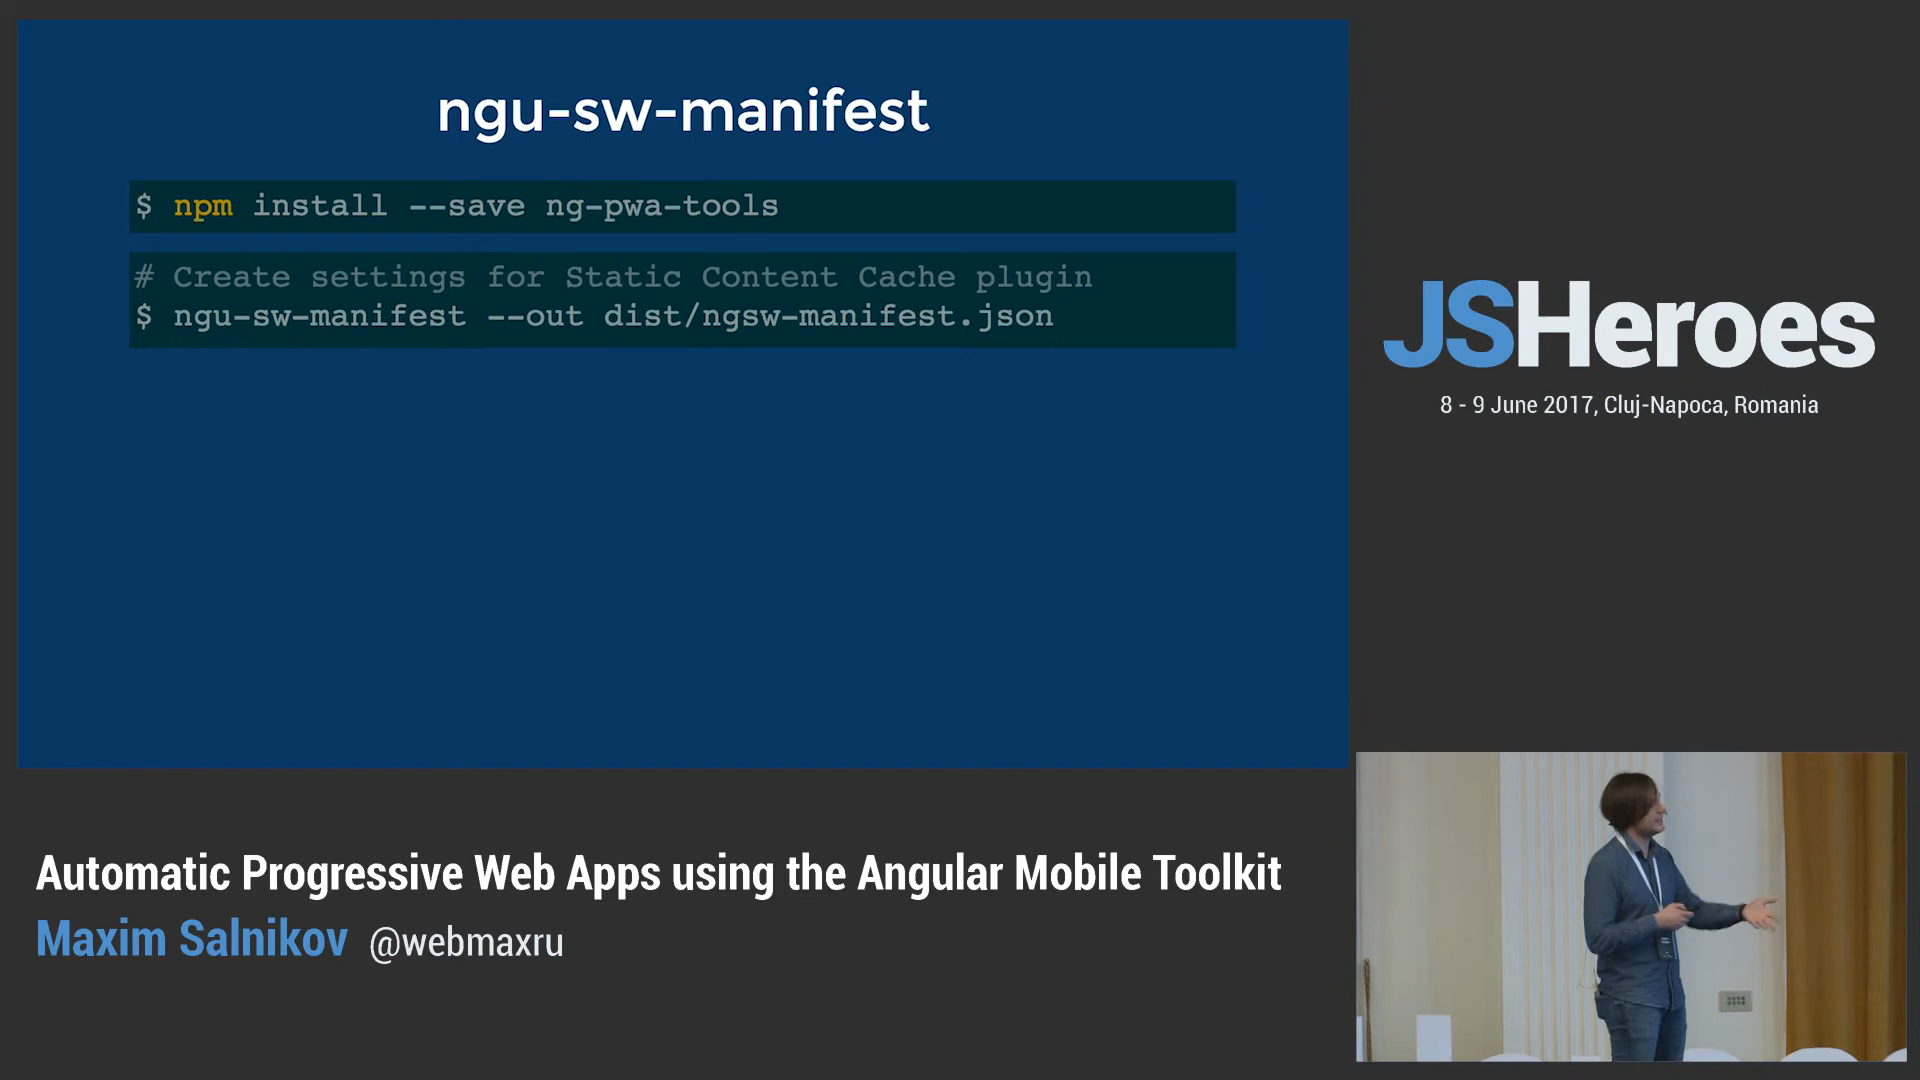 ngu-sw-manifest
$ npm install --save ng-pwa-tools
# Create settings for Static Content Cache plugin
$ ngu-sw-manifest --out dist/ngsw-manifest.json
JSHeroes
8 - 9 June 2017, Cluj-Napoca, Romania
Automatic Progressive Web Apps using the Angular Mobile Toolkit
Maxim Salnikov @webmaxru